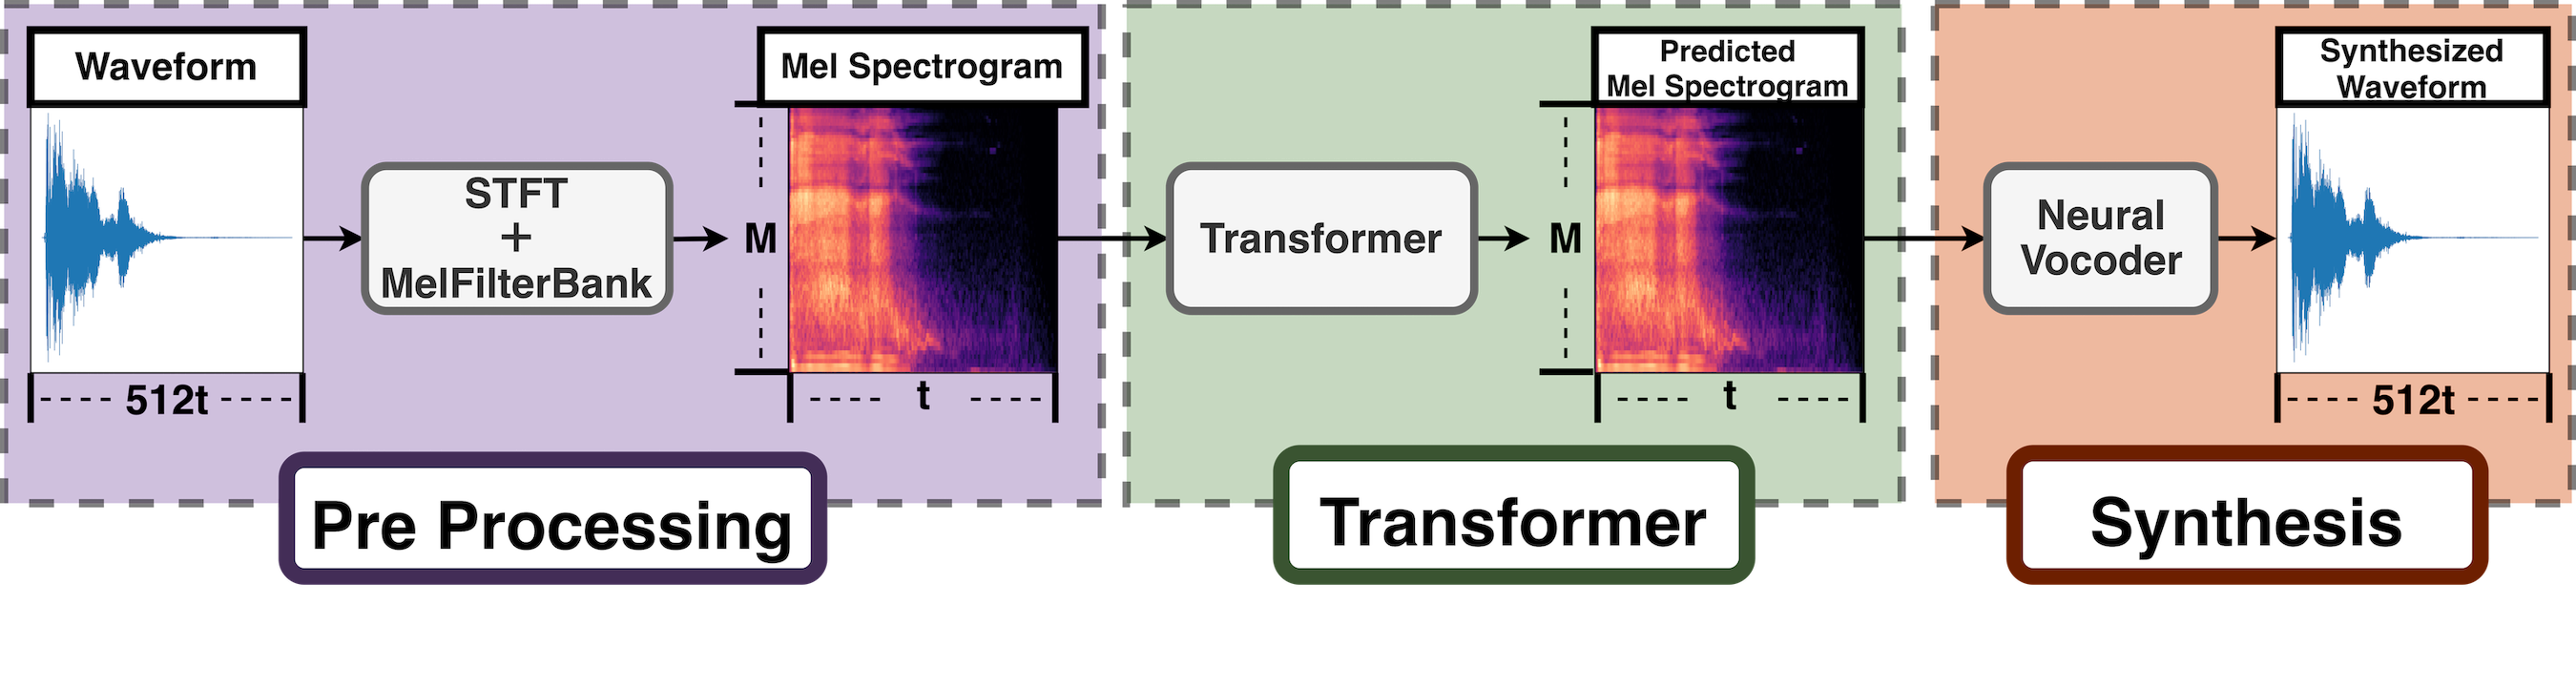 Waveform
STFT
+
MelFilterBank
Mel Spectrogram
M
512t
t
Pre Processing
Transformer
Predicted
Mel Spectrogram
M
t
Transformer
Neural
Vocoder
Synthesized
Waveform
512t
Synthesis